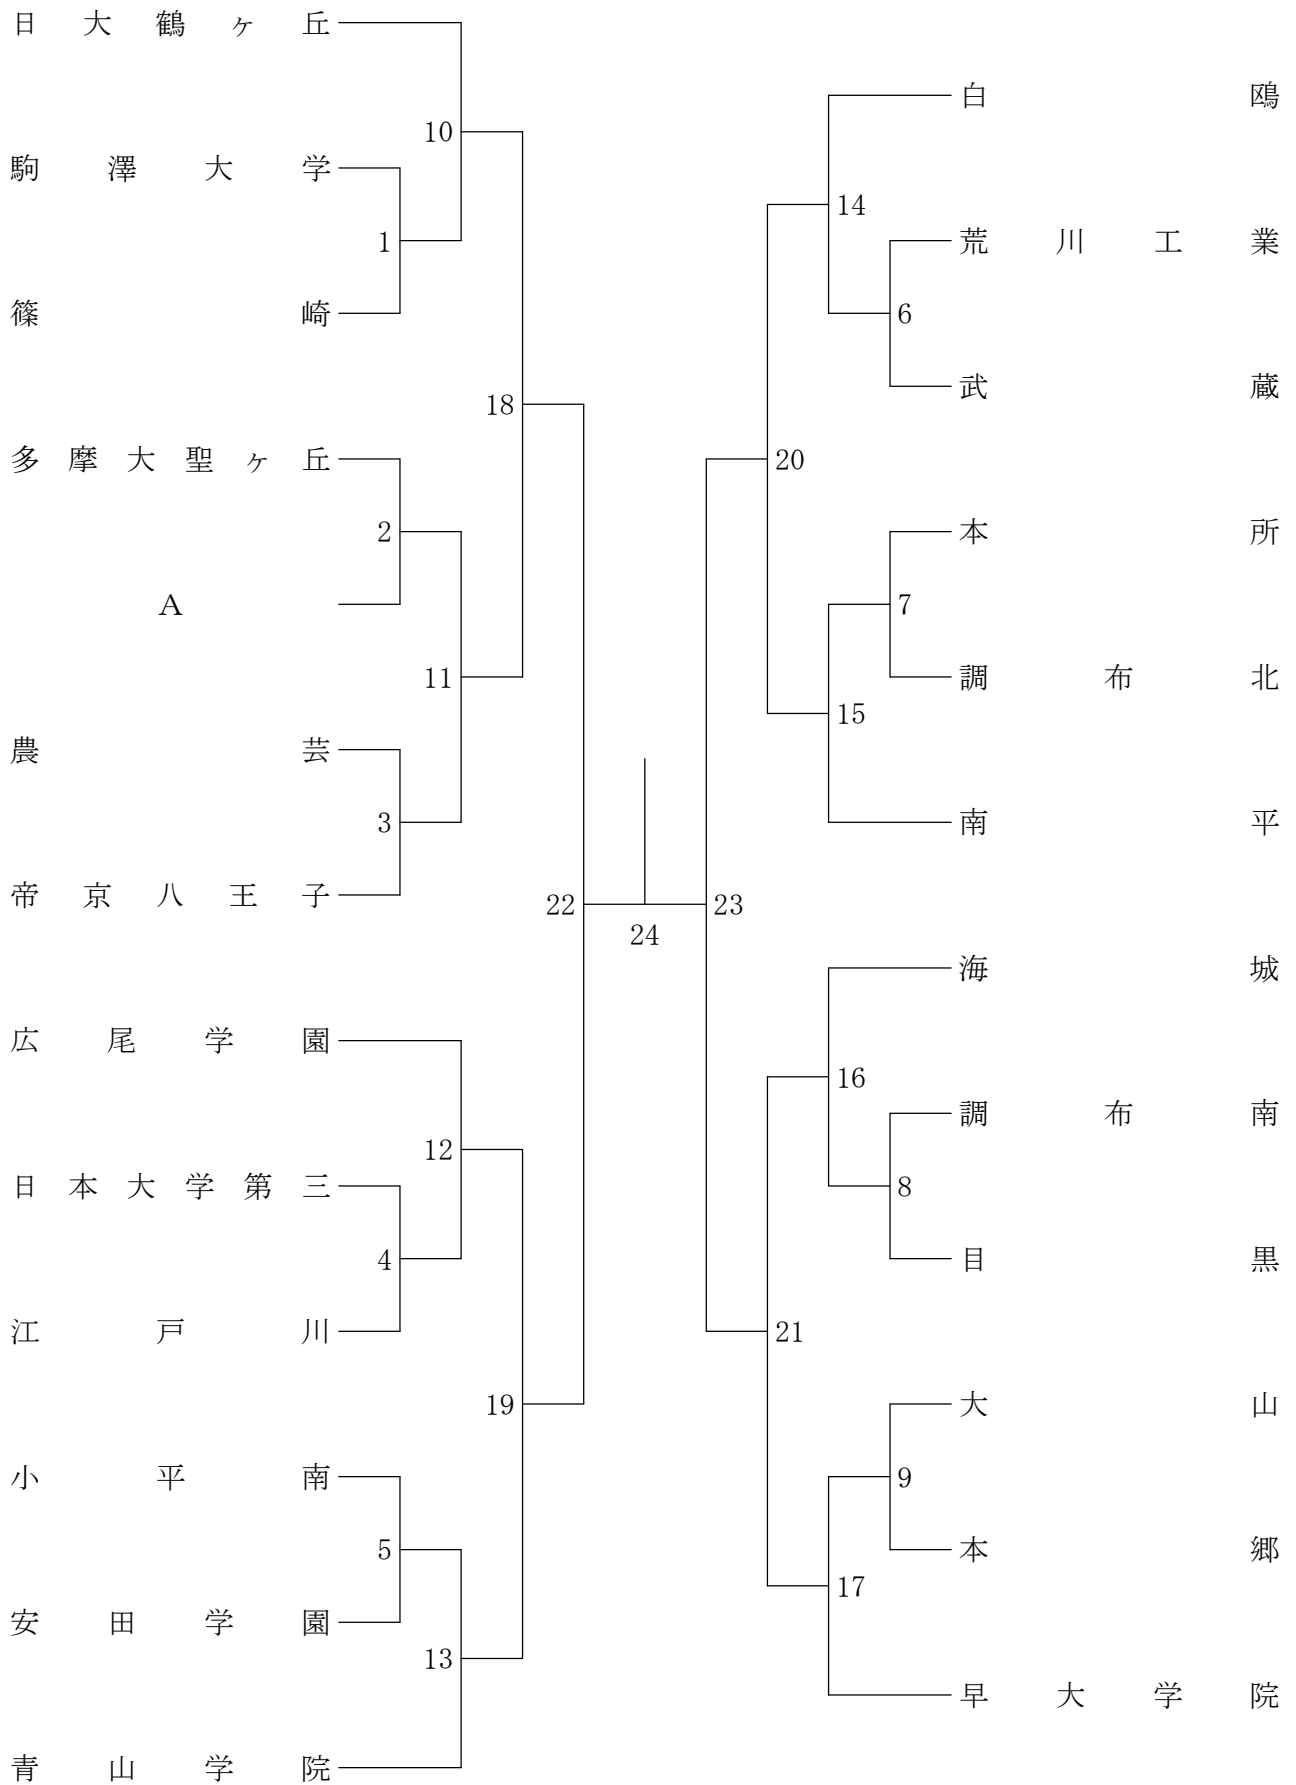 日大鶴ヶ丘
10
駒澤大学
1
篠崎
18
多摩大聖ヶ丘
2
A
11
農芸
3
帝京八王子
22
広尾学園
12
日本大学第三
4
江戸川
19
小平南
5
安田学園
13
青山学院
24
白鴎
14
荒川工業
6
武蔵
20
本所
7
調布北
15
南平
23
海城
16
調布南
8
目黒
21
大山
9
本郷
17
早大学院